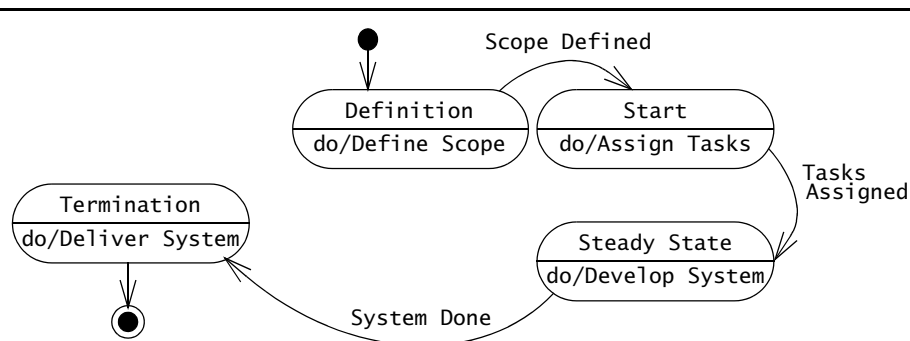 Scope Defined
Definition
do/Define Scope
Start
do/Assign Tasks
Tasks
Assigned
Termination
do/Deliver System
Steady State
do/Develop System
System Done